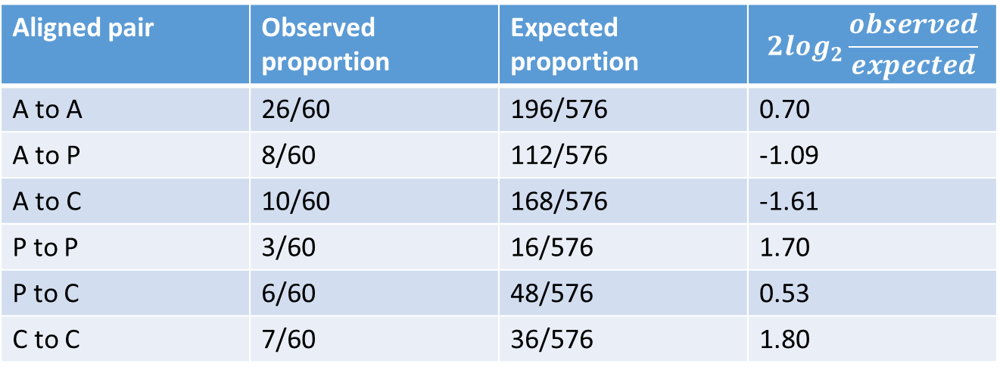 Aligned pair Observed proportion Expected proportion 2log₂ observed/expected
A to A 26/60 196/576 0.70
A to P 8/60 112/576 -1.09
A to C 10/60 168/576 -1.61
P to P 3/60 16/576 1.70
P to C 6/60 48/576 0.53
C to C 7/60 36/576 1.80